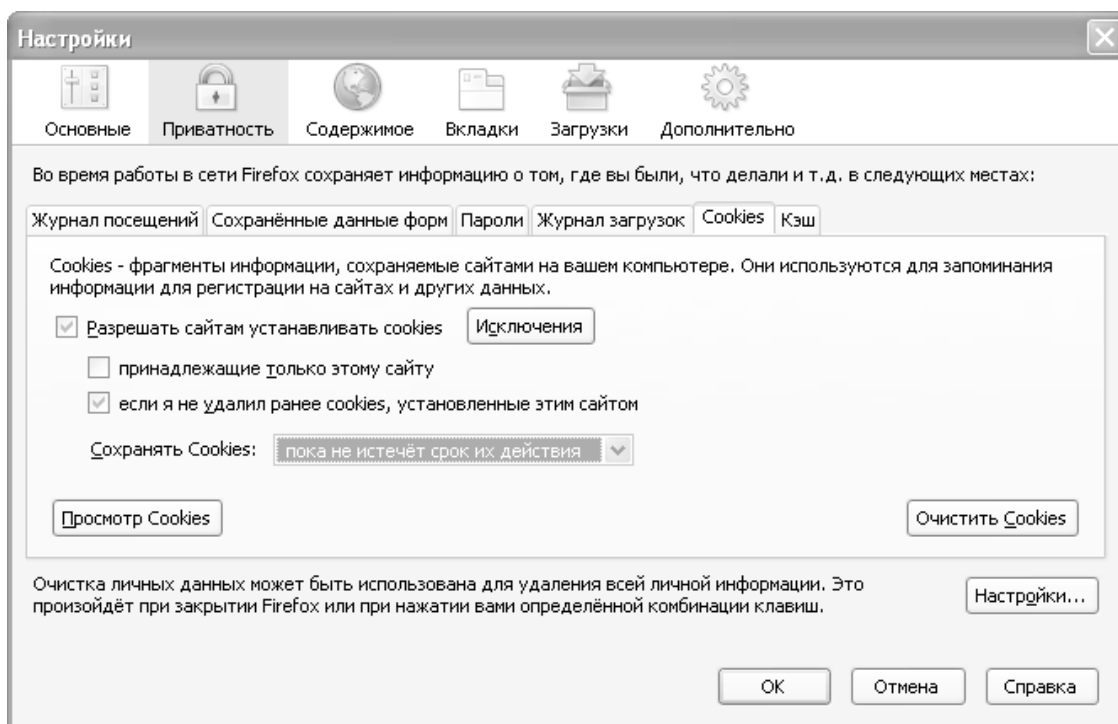 Настройки
Основные Приватность Содержимое Вкладки Загрузки Дополнительно
Во время работы в сети Firefox сохраняет информацию о том, где вы были, что делали и т.д. в следующих местах:
Журнал посещений Сохранённые данные форм Пароли Журнал загрузок Cookies Кэш
Cookies - фрагменты информации, сохраняемые сайтами на вашем компьютере. Они используются для запоминания
информации для регистрации на сайтах и других данных.
Разрешать сайтам устанавливать cookies Исключения
принадлежащие только этому сайту
если я не удалил ранее cookies, установленные этим сайтом
Сохранять Cookies: пока не истечёт срок их действия
Просмотр Cookies Очистить Cookies
Очистка личных данных может быть использована для удаления всей личной информации. Это
произойдёт при закрытии Firefox или при нажатии вами определённой комбинации клавиш.
Настройки...
OK Отмена Справка